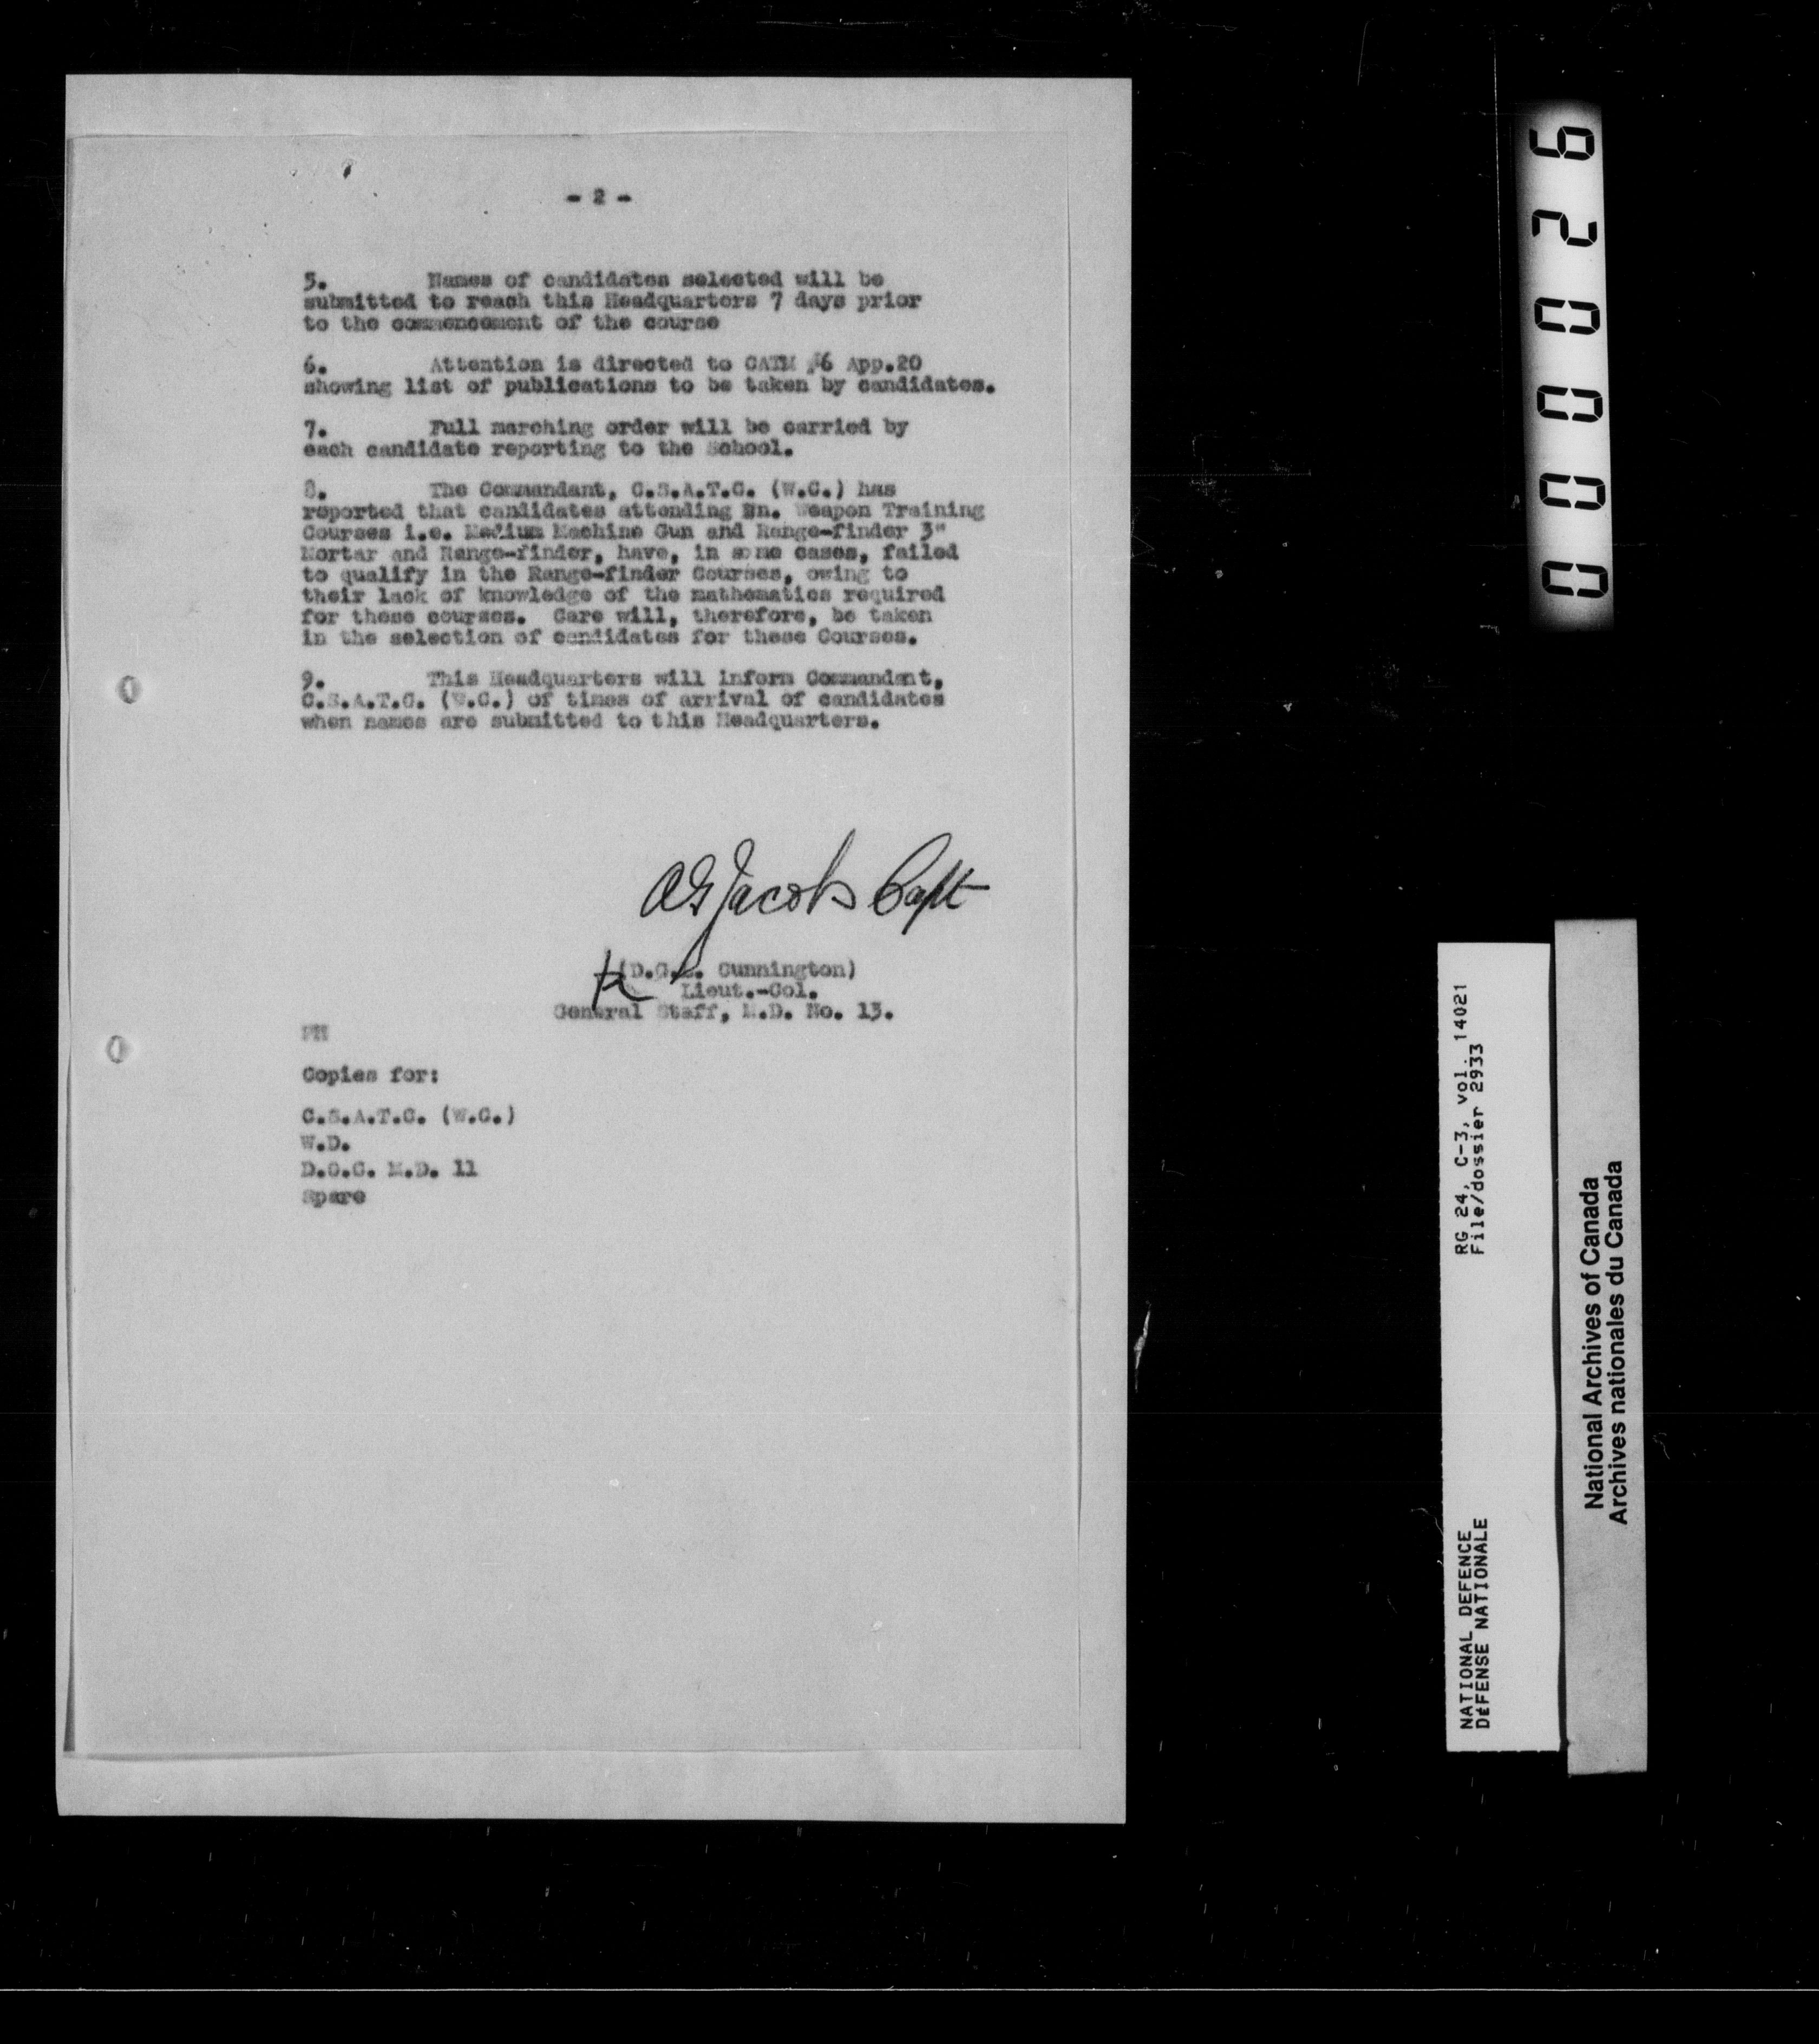 - 2 -
5. Names of candidates selected will be
submitted to reach this Headquarters 7 days prior
to the commencement of the course
6. Attention is directed to CATM #6 App.20
showing list of publications to be taken by candidates.
7. Full marching order will be carried by
each candidate reporting to the School.
8. The Commandant, C.S.A.T.C. (W.C.) has
reported that candidates attending Bn. Weapon Training
Courses i.e. Medium Machine Gun and Range-finder 3"
Mortar and Range-finder, have, in some cases, failed
to qualify in the Range-finder Courses, owing to
their lack of knowledge of the mathematics required
for these courses. Care will, therefore, be taken
in the selection of candidates for these Courses.
9. This Headquarters will inform Commandant,
C.S.A.T.C. (W.C.) of times of arrival of candidates
when names are submitted to this Headquarters.
AG Jacobs Capt
(D.G.L. Cunnington)
Lieut.-Col.
General Staff, M.D. No. 13.
Copies for:
C.S.A.T.C. (W.C.)
W.D.
D.O.C. M.D. 11
Spare
000026
RG 24, C-3, vol. 14021
File/dossier 2933
NATIONAL DEFENCE
DÉFENSE NATIONALE
National Archives of Canada
Archives nationales du Canada